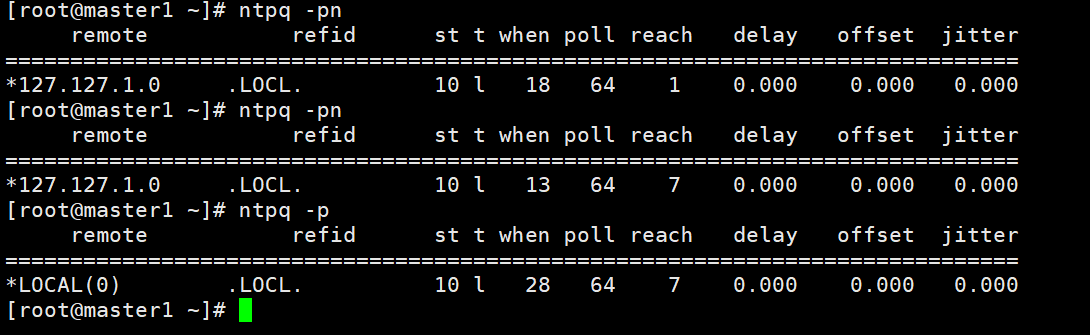 [root@master1 ~]# ntpq -pn
     remote           refid      st t when poll reach   delay   offset  jitter
==============================================================================
*127.127.1.0     .LOCL.          10 l   18   64    1    0.000    0.000   0.000
[root@master1 ~]# ntpq -pn
     remote           refid      st t when poll reach   delay   offset  jitter
==============================================================================
*127.127.1.0     .LOCL.          10 l   13   64    7    0.000    0.000   0.000
[root@master1 ~]# ntpq -p
     remote           refid      st t when poll reach   delay   offset  jitter
==============================================================================
*LOCAL(0)        .LOCL.          10 l   28   64    7    0.000    0.000   0.000
[root@master1 ~]#